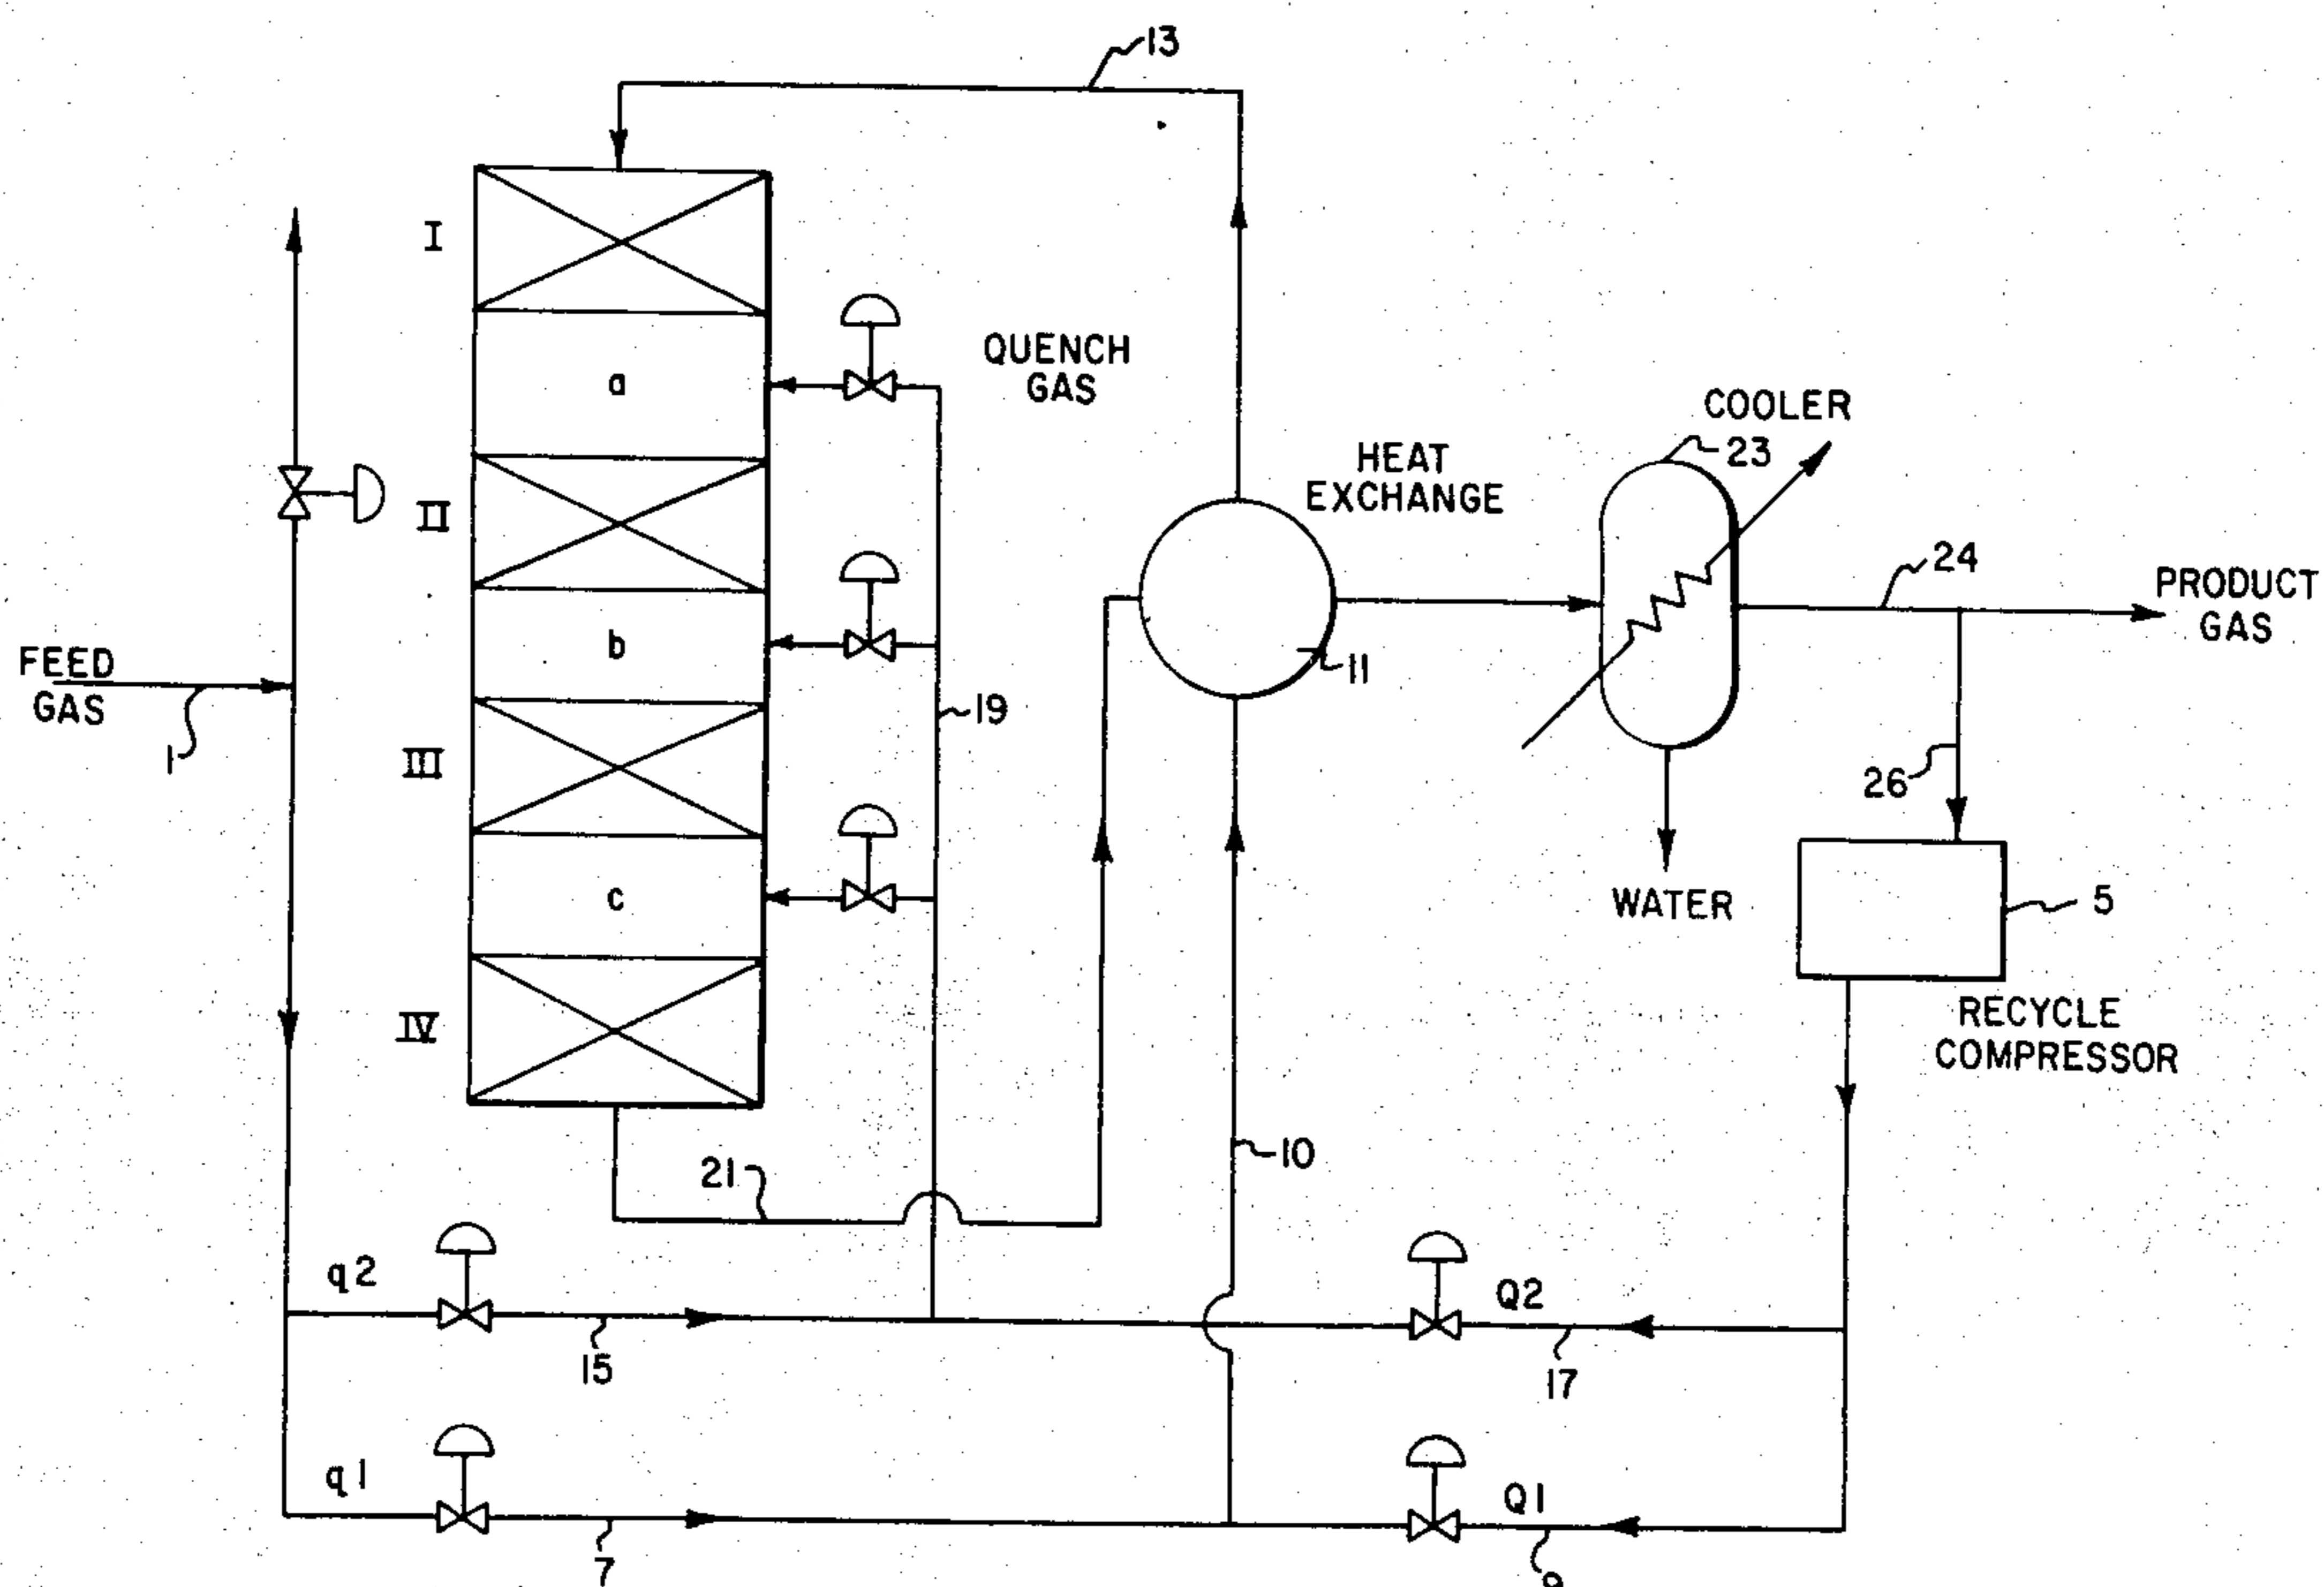 13
I
QUENCH
GAS
a
COOLER
23
HEAT
EXCHANGE
II
24
PRODUCT
GAS
b
FEED
GAS
11
19
1
III
26
c
WATER
5
RECYCLE
COMPRESSOR
IV
10
21
q2
Q2
15
17
q1
Q1
7
9